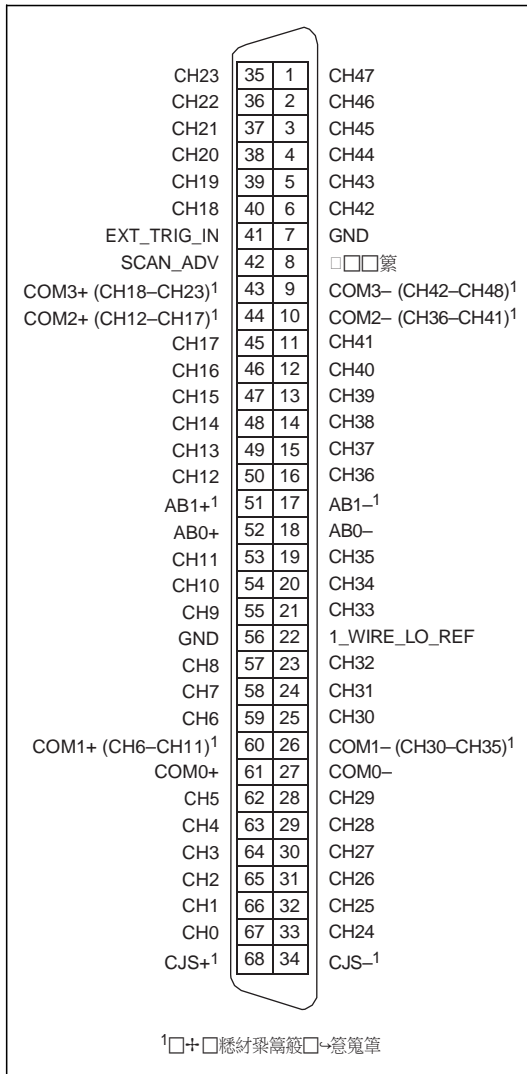 CH23 35 1 CH47
CH22 36 2 CH46
CH21 37 3 CH45
CH20 38 4 CH44
CH19 39 5 CH43
CH18 40 6 CH42
EXT_TRIG_IN 41 7 GND
SCAN_ADV 42 8
COM3+ (CH18–CH23)¹ 43 9 COM3– (CH42–CH48)¹
COM2+ (CH12–CH17)¹ 44 10 COM2– (CH36–CH41)¹
CH17 45 11 CH41
CH16 46 12 CH40
CH15 47 13 CH39
CH14 48 14 CH38
CH13 49 15 CH37
CH12 50 16 CH36
AB1+¹ 51 17 AB1–¹
AB0+ 52 18 AB0–
CH11 53 19 CH35
CH10 54 20 CH34
CH9 55 21 CH33
GND 56 22 1_WIRE_LO_REF
CH8 57 23 CH32
CH7 58 24 CH31
CH6 59 25 CH30
COM1+ (CH6–CH11)¹ 60 26 COM1– (CH30–CH35)¹
COM0+ 61 27 COM0–
CH5 62 28 CH29
CH4 63 29 CH28
CH3 64 30 CH27
CH2 65 31 CH26
CH1 66 32 CH25
CH0 67 33 CH24
CJS+¹ 68 34 CJS–¹
¹